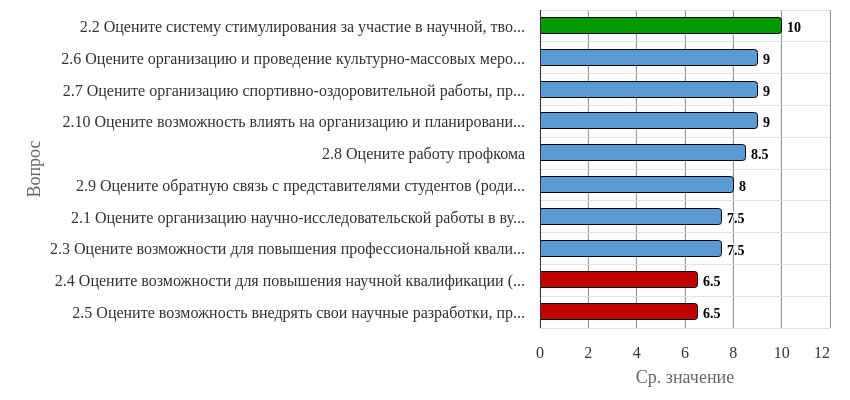 2.2 Оцените систему стимулирования за участие в научной, тво... 10
2.6 Оцените организацию и проведение культурно-массовых меро... 9
2.7 Оцените организацию спортивно-оздоровительной работы, пр... 9
2.10 Оцените возможность влиять на организацию и планировани... 9
2.8 Оцените работу профкома 8.5
2.9 Оцените обратную связь с представителями студентов (роди... 8
2.1 Оцените организацию научно-исследовательской работы в ву... 7.5
2.3 Оцените возможности для повышения профессиональной квали... 7.5
2.4 Оцените возможности для повышения научной квалификации (... 6.5
2.5 Оцените возможность внедрять свои научные разработки, пр... 6.5
Вопрос
0 2 4 6 8 10 12
Ср. значение